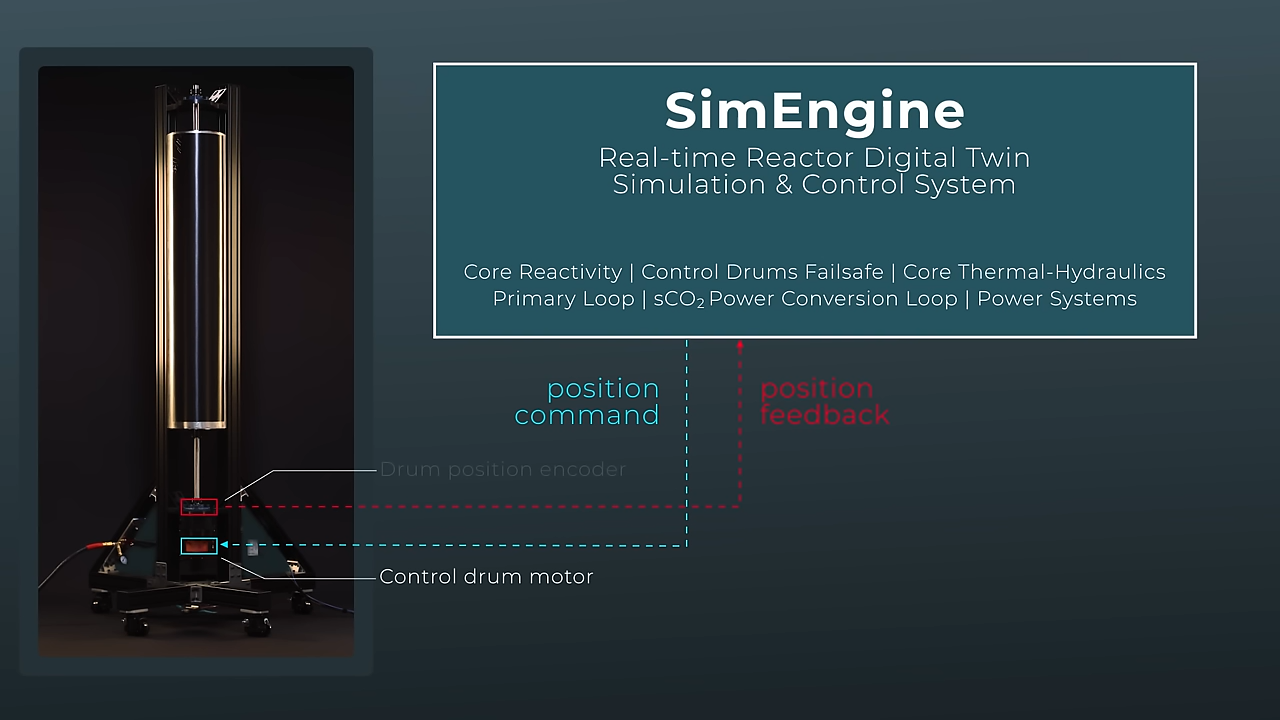 SimEngine
Real-time Reactor Digital Twin
Simulation & Control System
Core Reactivity | Control Drums Failsafe | Core Thermal-Hydraulics
Primary Loop | sCO₂ Power Conversion Loop | Power Systems
position
command
position
feedback
Drum position encoder
Control drum motor